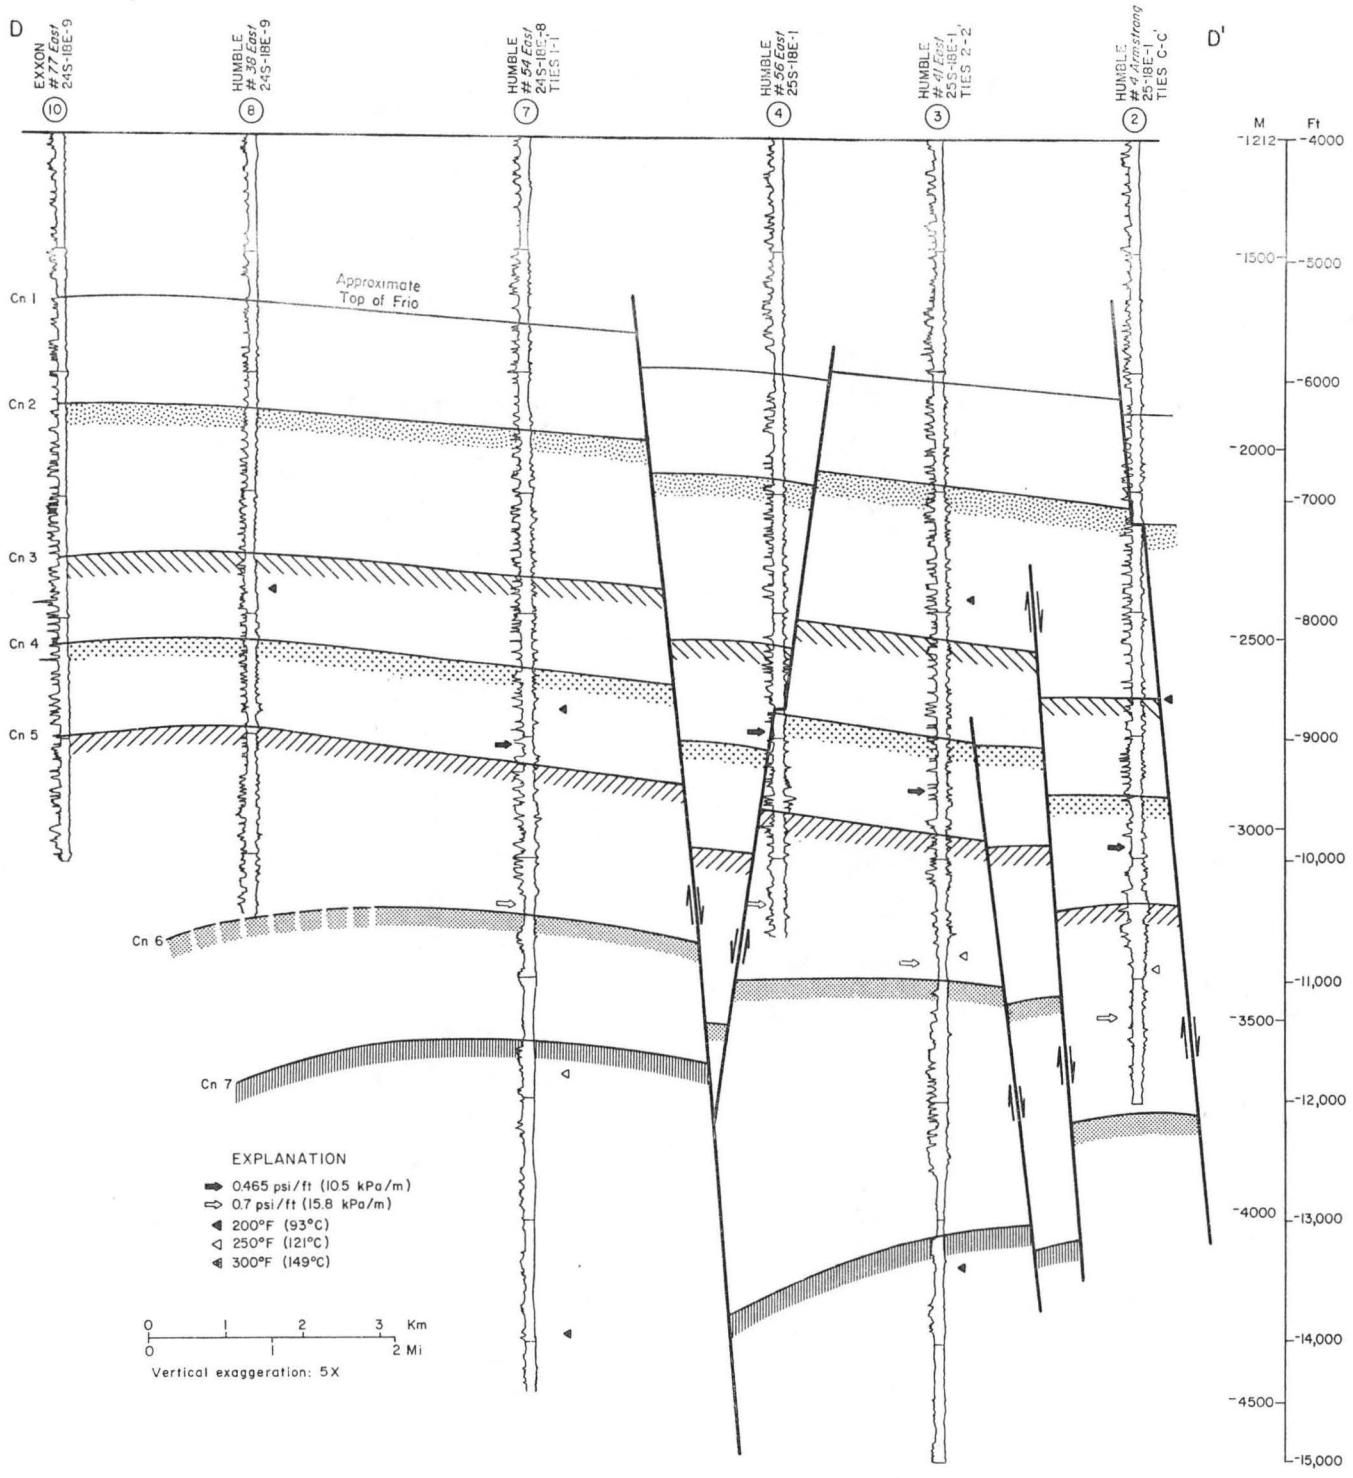 D
EXXON
# 77 East
24S-18E-9
HUMBLE
# 38 East
24S-18E-9
HUMBLE
# 54 East
24S-18E-8
TIES 1-1'
HUMBLE
# 56 East
25S-18E-1
HUMBLE
# 41 East
25S-18E-1
TIES 2-2'
HUMBLE
# 4 Armstrong
25-18E-1
TIES C-C'
D'
10
8
7
4
3
2
M Ft
-1212 -4000
-1500 -5000
-6000
-2000
-7000
-8000
-2500
-9000
-3000
-10,000
-11,000
-3500
-12,000
-4000
-13,000
-14,000
-4500
-15,000
Approximate
Top of Frio
Cn 1
Cn 2
Cn 3
Cn 4
Cn 5
Cn 6
Cn 7
EXPLANATION
0.465 psi/ft (10.5 kPa/m)
0.7 psi/ft (15.8 kPa/m)
200°F (93°C)
250°F (121°C)
300°F (149°C)
0 1 2 3 Km
0 1 2 Mi
Vertical exaggeration: 5X